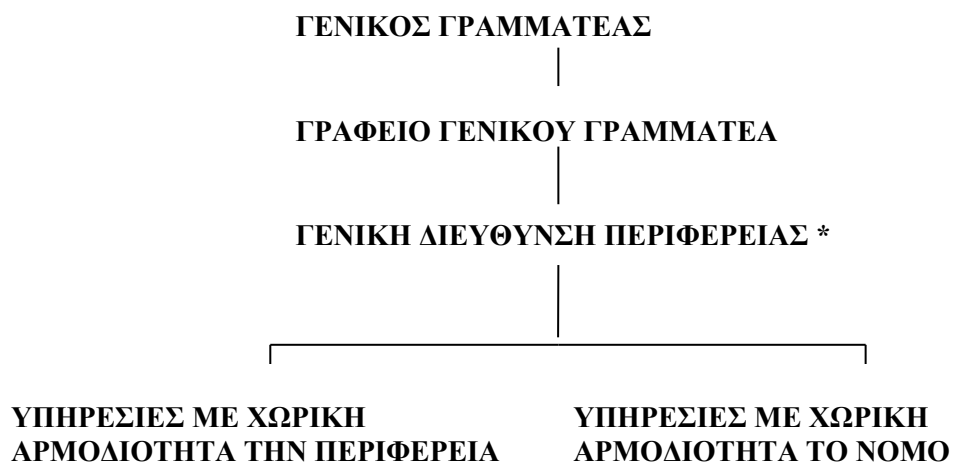 ΓΕΝΙΚΟΣ ΓΡΑΜΜΑΤΕΑΣ
ΓΡΑΦΕΙΟ ΓΕΝΙΚΟΥ ΓΡΑΜΜΑΤΕΑ
ΓΕΝΙΚΗ ΔΙΕΥΘΥΝΣΗ ΠΕΡΙΦΕΡΕΙΑΣ *
ΥΠΗΡΕΣΙΕΣ ΜΕ ΧΩΡΙΚΗ
ΑΡΜΟΔΙΟΤΗΤΑ ΤΗΝ ΠΕΡΙΦΕΡΕΙΑ
ΥΠΗΡΕΣΙΕΣ ΜΕ ΧΩΡΙΚΗ
ΑΡΜΟΔΙΟΤΗΤΑ ΤΟ ΝΟΜΟ